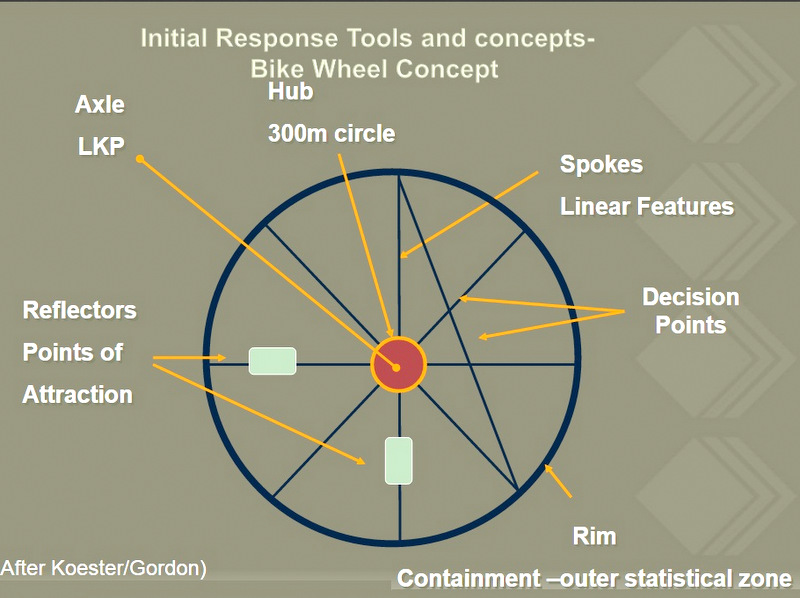 Initial Response Tools and concepts-
Bike Wheel Concept
Hub
300m circle
Axle
LKP
Spokes
Linear Features
Decision
Points
Reflectors
Points of
Attraction
Rim
Containment –outer statistical zone
After Koester/Gordon)